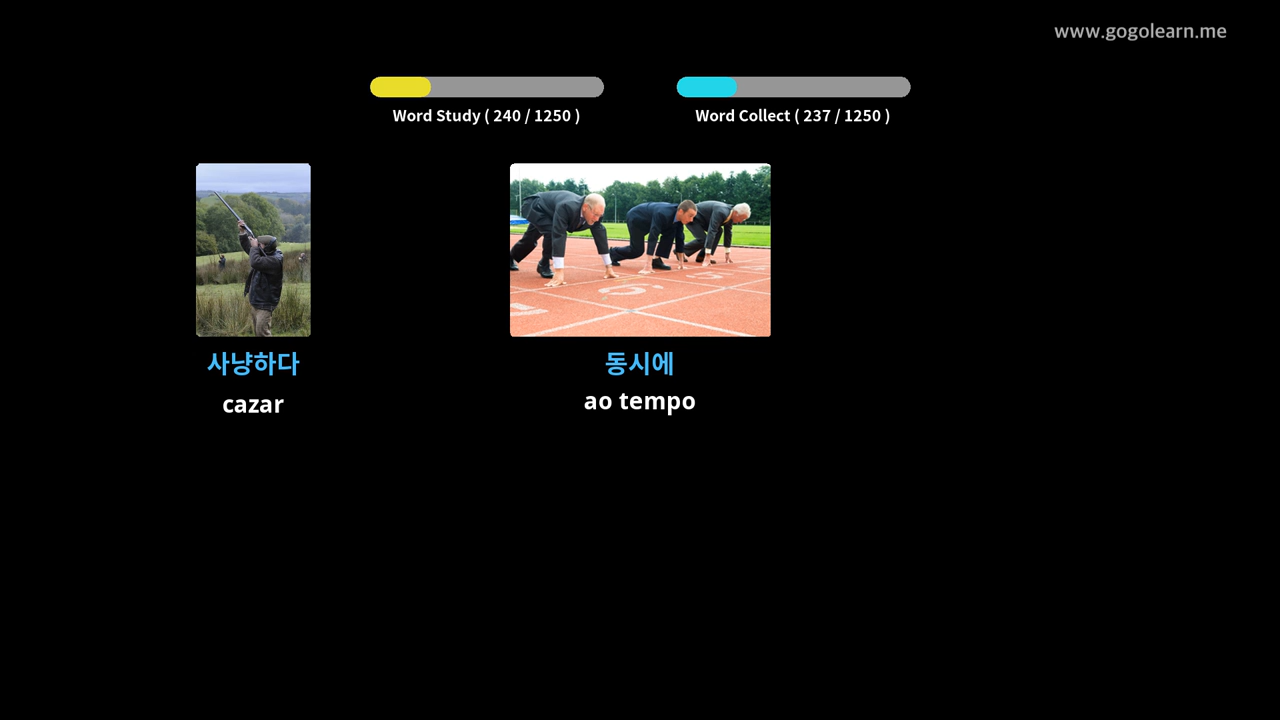 www.gogolearn.me
Word Study ( 240 / 1250 )
Word Collect ( 237 / 1250 )
사냥하다
cazar
동시에
ao tempo